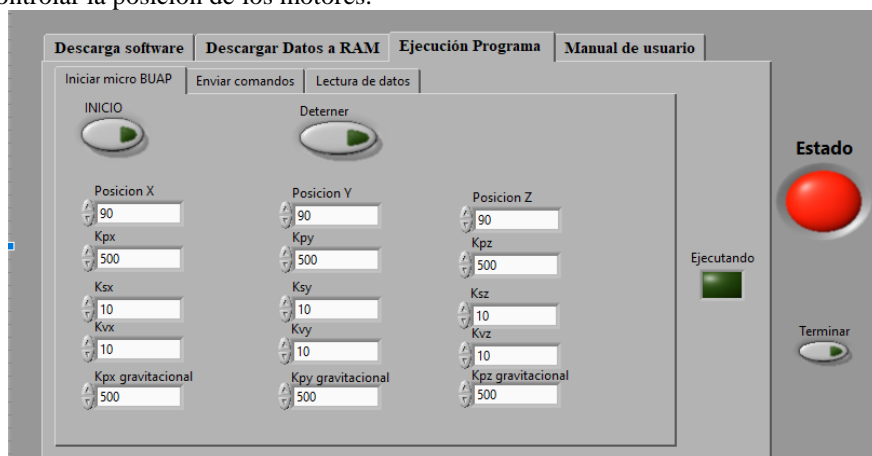 ontrolar la posición de los motores.
Descarga software Descargar Datos a RAM Ejecución Programa Manual de usuario
Iniciar micro BUAP Enviar comandos Lectura de datos
INICIO Deterner
Estado
Posicion X Posicion Y Posicion Z
90 90 90
Kpx Kpy Kpz
500 500 500
Ejecutando
Ksx Ksy Ksz
10 10 10
Kvx Kvy Kvz
10 10 10
Terminar
Kpx gravitacional Kpy gravitacional Kpz gravitacional
500 500 500